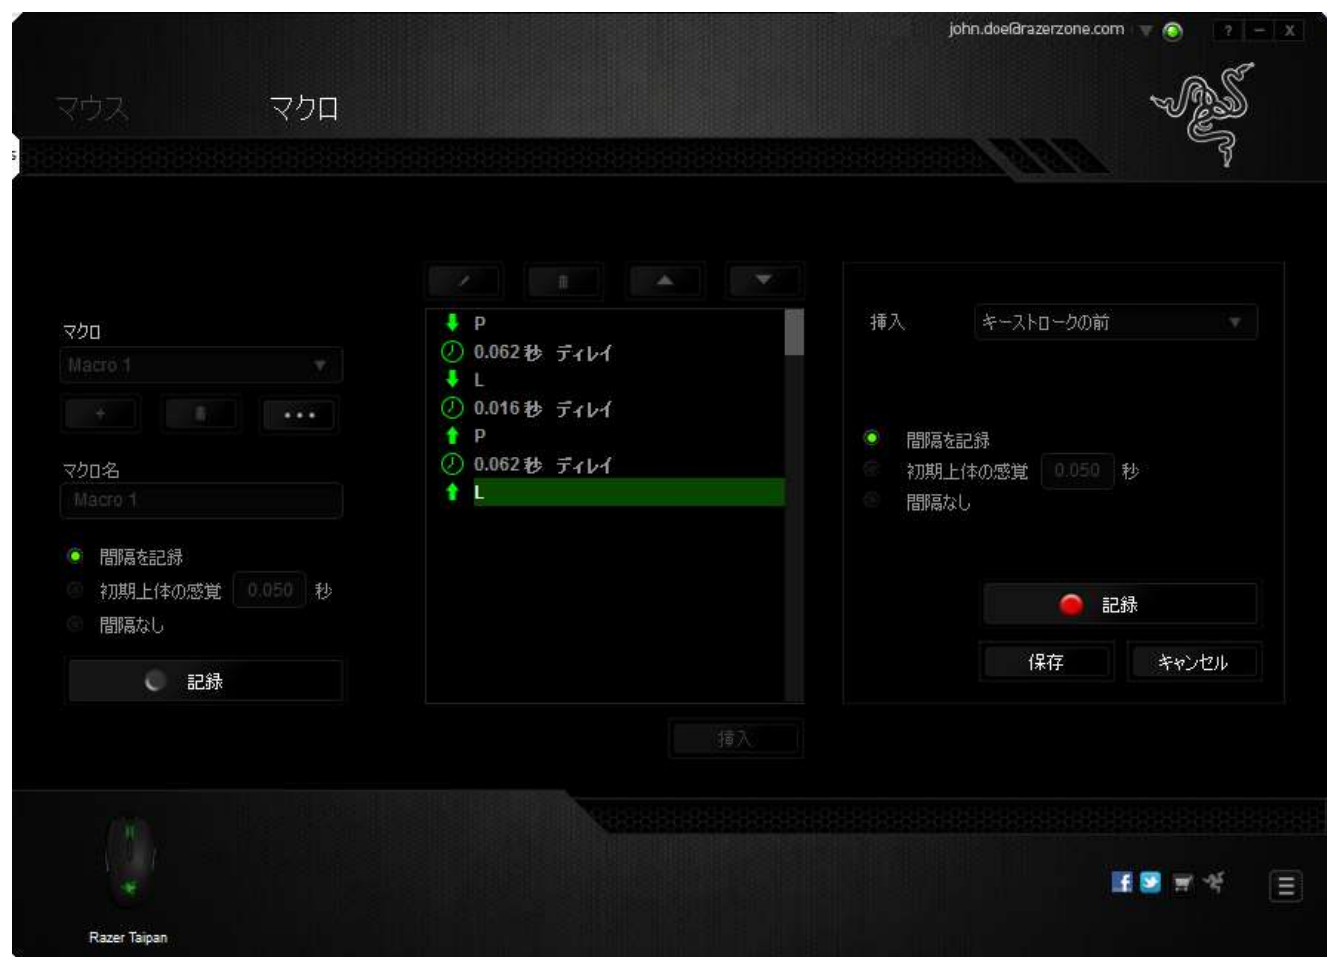 john.doe@razerzone.com
? – X
マウス マクロ
マクロ
Macro 1
+
•••
マクロ名
Macro 1
間隔を記録
初期上体の感覚 0.050 秒
間隔なし
記録
P
0.062 秒 ディレイ
L
0.016 秒 ディレイ
P
0.062 秒 ディレイ
L
挿入
挿入 キーストロークの前
間隔を記録
初期上体の感覚 0.050 秒
間隔なし
記録
保存 キャンセル
Razer Taipan